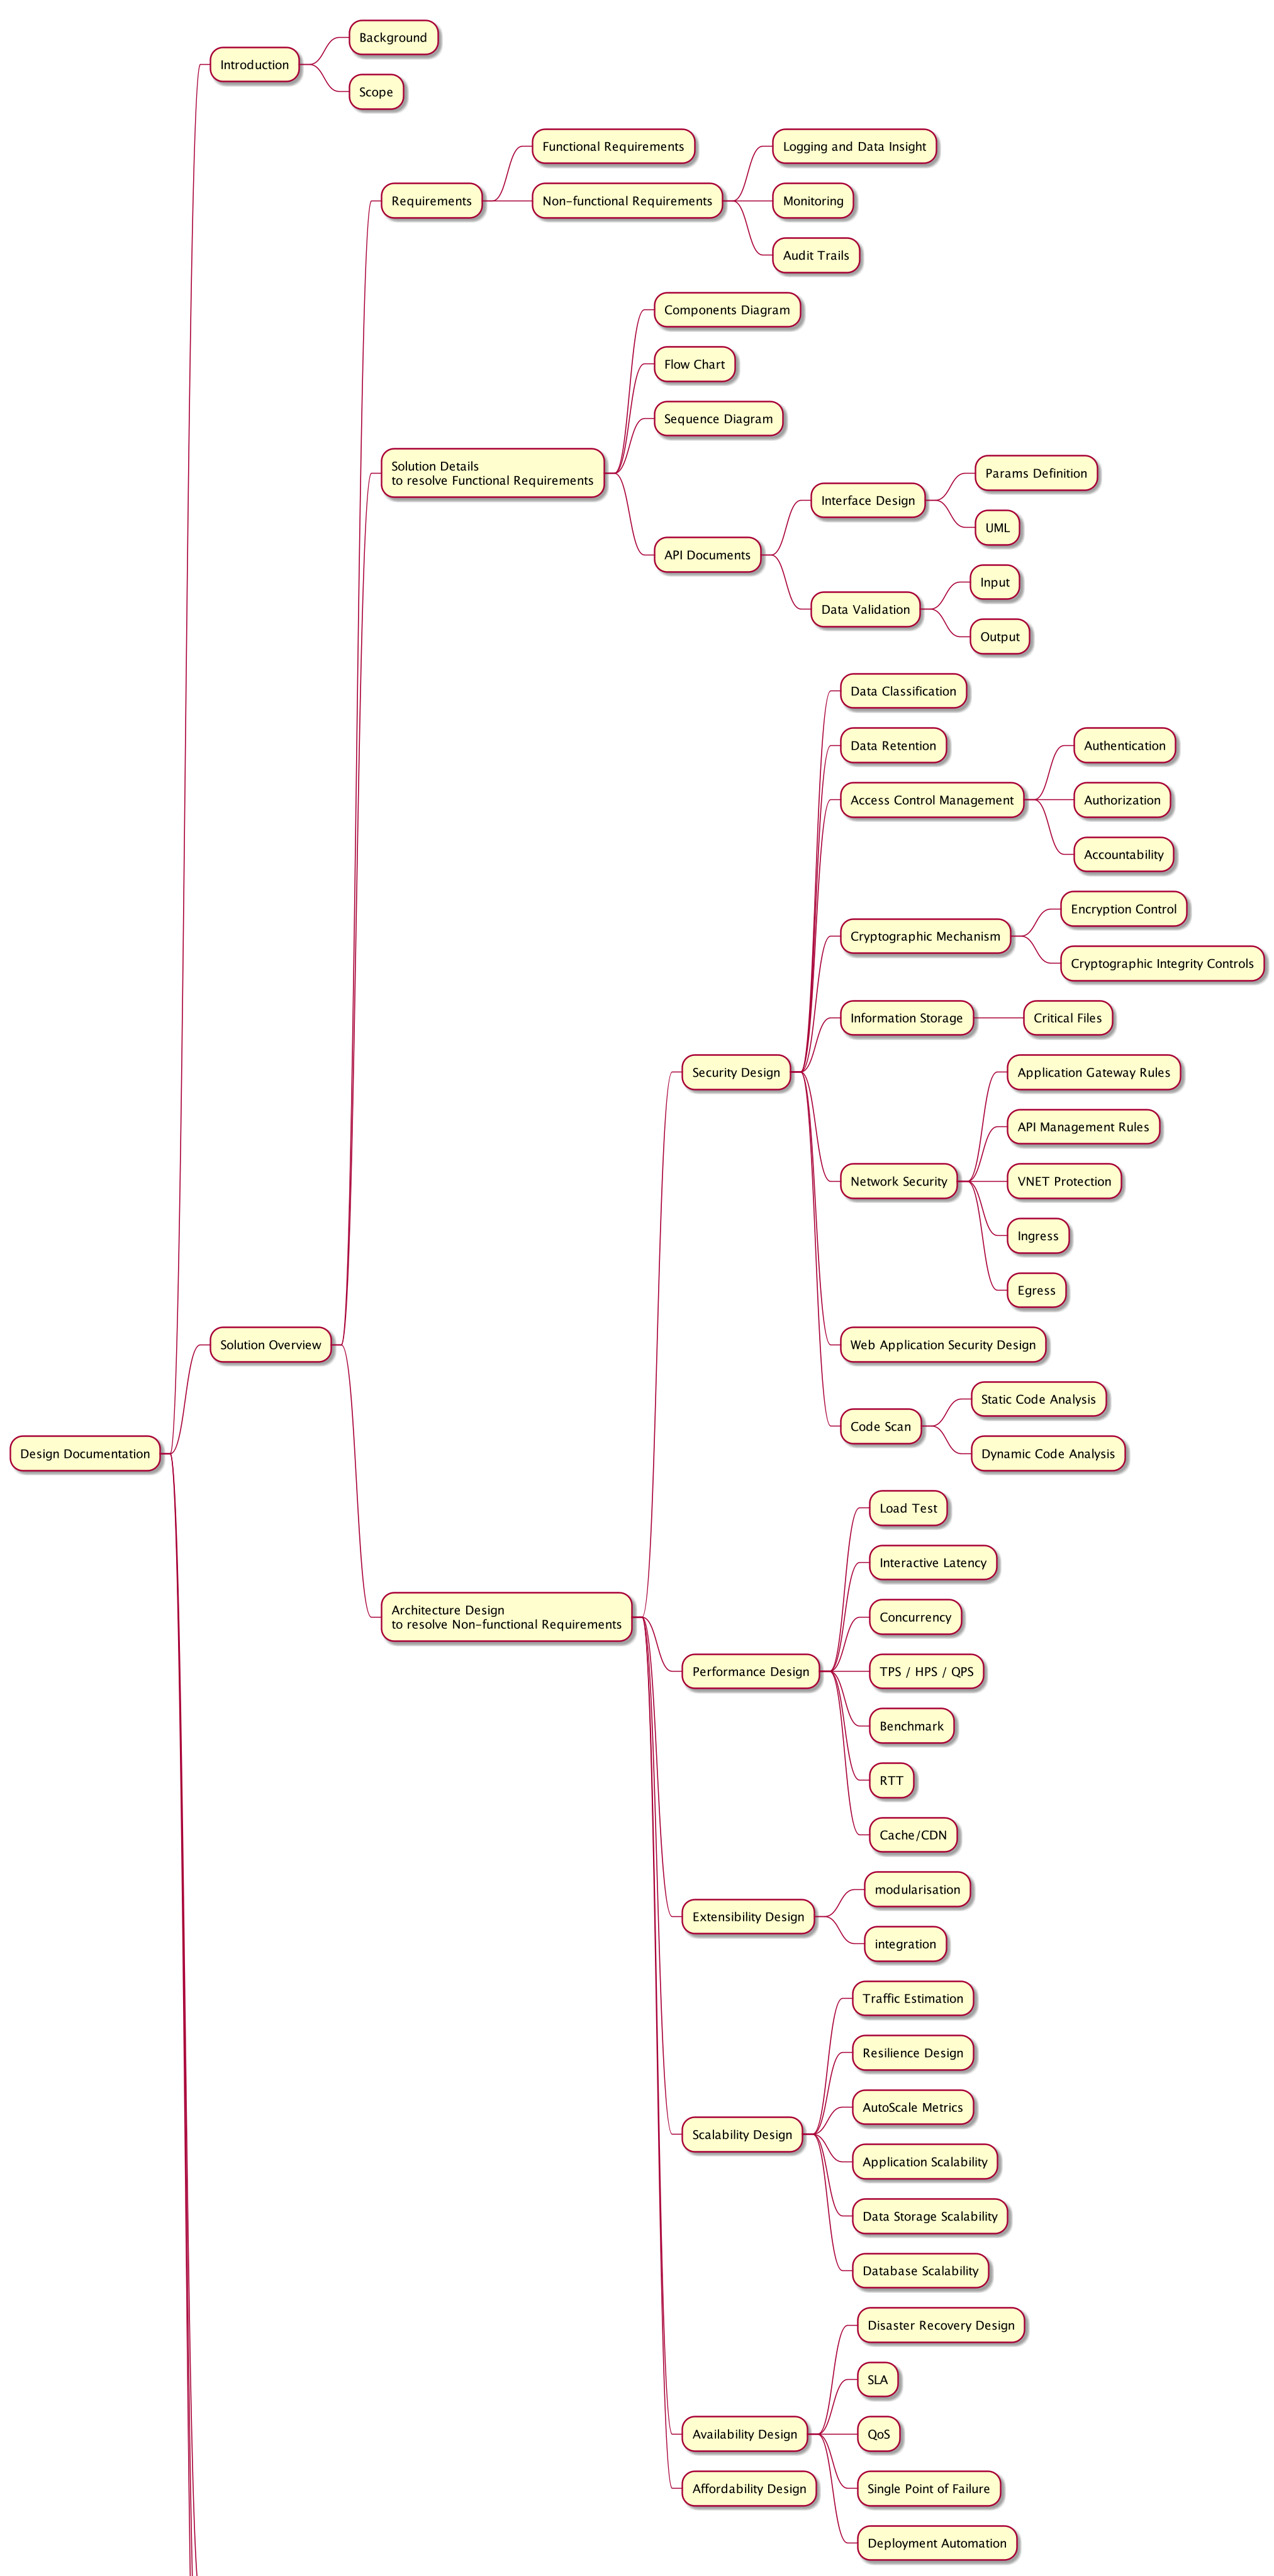 Background
Introduction
Scope
Functional Requirements
Logging and Data Insight
Requirements
Non-functional Requirements
Monitoring
Audit Trails
Components Diagram
Flow Chart
Sequence Diagram
Solution Details
to resolve Functional Requirements
Params Definition
Interface Design
UML
API Documents
Input
Data Validation
Output
Data Classification
Data Retention
Authentication
Access Control Management
Authorization
Accountability
Encryption Control
Cryptographic Mechanism
Cryptographic Integrity Controls
Information Storage
Critical Files
Security Design
Application Gateway Rules
API Management Rules
Network Security
VNET Protection
Ingress
Egress
Solution Overview
Web Application Security Design
Static Code Analysis
Code Scan
Design Documentation
Dynamic Code Analysis
Load Test
Interactive Latency
Architecture Design
to resolve Non-functional Requirements
Concurrency
Performance Design
TPS / HPS / QPS
Benchmark
RTT
Cache/CDN
modularisation
Extensibility Design
integration
Traffic Estimation
Resilience Design
AutoScale Metrics
Scalability Design
Application Scalability
Data Storage Scalability
Database Scalability
Disaster Recovery Design
SLA
Availability Design
QoS
Affordability Design
Single Point of Failure
Deployment Automation